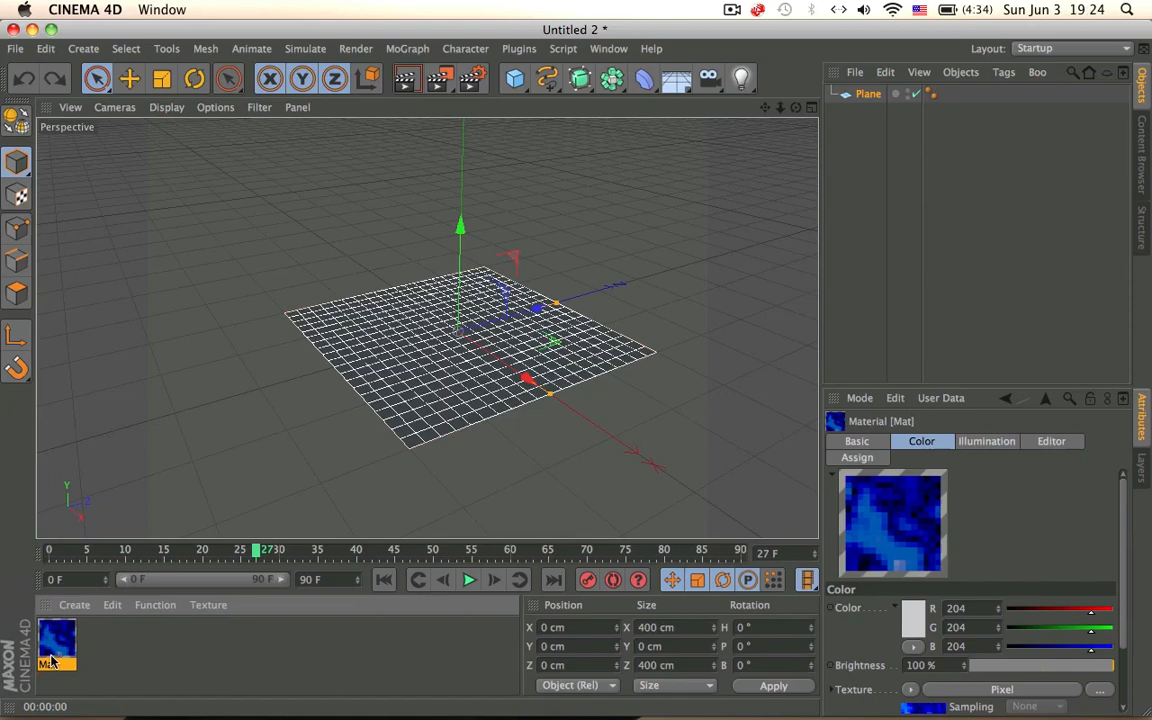 CINEMA 4D Window (4:34) Sun Jun 3 19 24
Untitled 2 *
File Edit Create Select Tools Mesh Animate Simulate Render MoGraph Character Plugins Script Window Help Layout: Startup
X Y Z
File Edit View Objects Tags Boo
View Cameras Display Options Filter Panel
Plane
Perspective
Objects
Content Browser
Structure
Mode Edit User Data
Material [Mat]
Basic Color Illumination Editor
Assign
Attributes
Layers
Y
Z
X
0 5 10 15 20 25 2730 35 40 45 50 55 60 65 70 75 80 85 90 27 F
0 F 0 F 90 F 90 F
P
Create Edit Function Texture
Position Size Rotation
X 0 cm X 400 cm H 0 °
Y 0 cm Y 0 cm P 0 °
Z 0 cm Z 400 cm B 0 °
Object (Rel) Size Apply
MAXON
CINEMA 4D
00:00:00
Color
Color R 204
G 204
B 204
Brightness 100 %
Texture Pixel ...
Sampling None